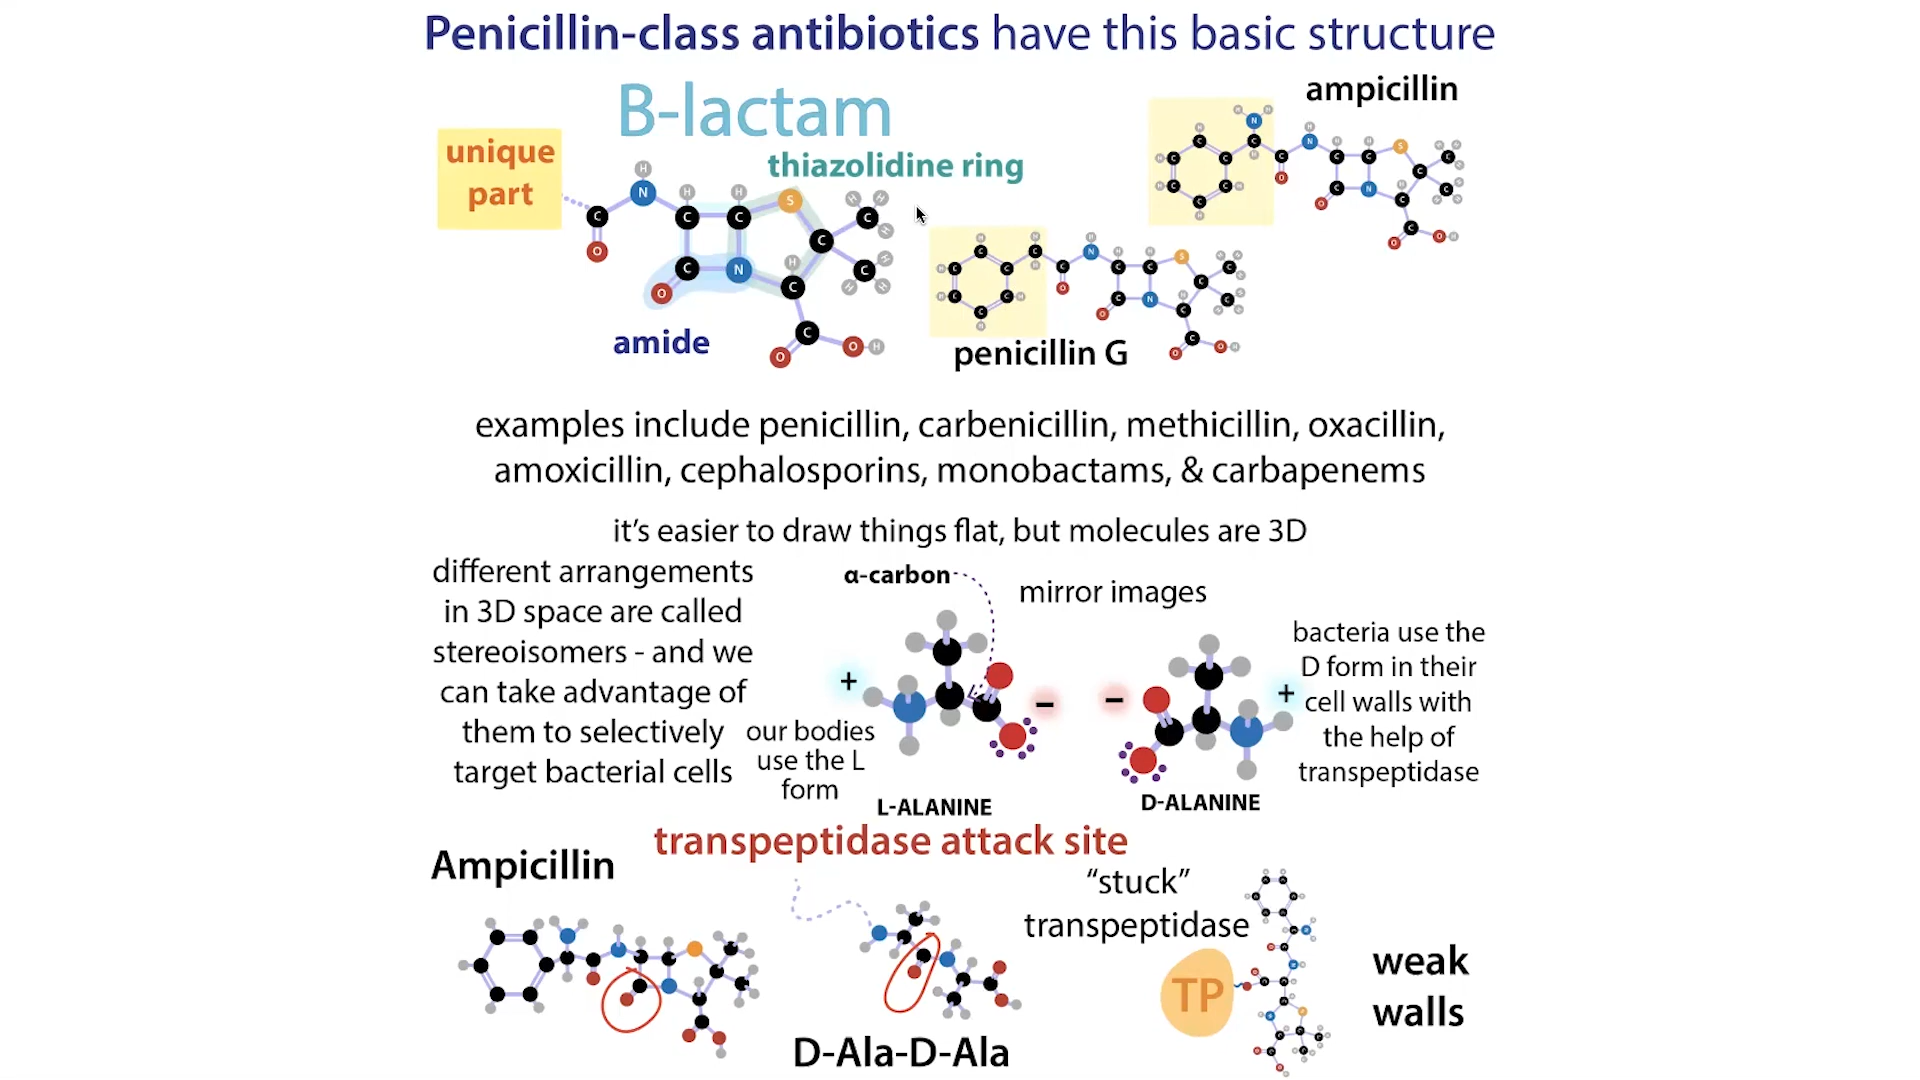 Penicillin-class antibiotics have this basic structure
B-lactam
thiazolidine ring
unique
part
amide
ampicillin
penicillin G
examples include penicillin, carbenicillin, methicillin, oxacillin,
amoxicillin, cephalosporins, monobactams, & carbapenems
it's easier to draw things flat, but molecules are 3D
different arrangements
in 3D space are called
stereoisomers - and we
can take advantage of
them to selectively
target bacterial cells
α-carbon
mirror images
+
−
our bodies
use the L
form
L-ALANINE
−
+
D-ALANINE
bacteria use the
D form in their
cell walls with
the help of
transpeptidase
transpeptidase attack site
Ampicillin
D-Ala-D-Ala
“stuck”
transpeptidase
TP
weak
walls